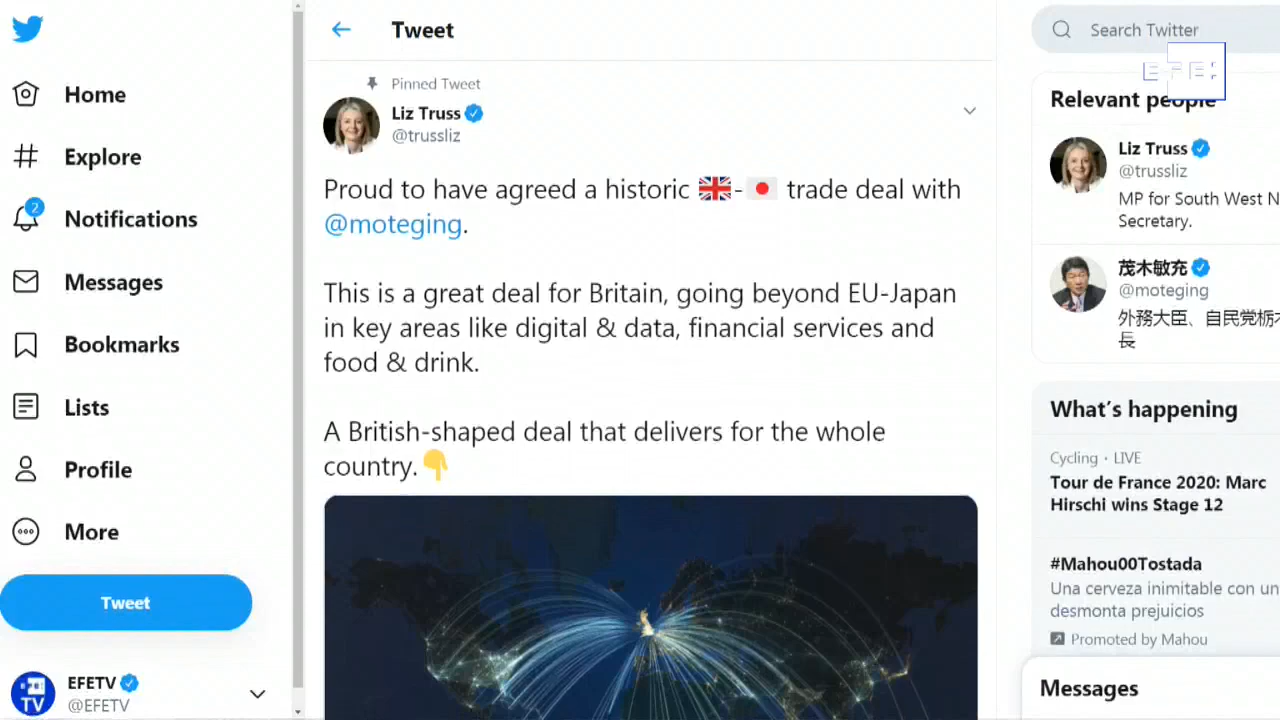 Home
Explore
2
Notifications
Messages
Bookmarks
Lists
Profile
More
Tweet
EFETV
@EFETV
TV
Tweet
Pinned Tweet
Liz Truss
@trussliz
Proud to have agreed a historic 🇬🇧-🇯🇵 trade deal with
@moteging.
This is a great deal for Britain, going beyond EU-Japan
in key areas like digital & data, financial services and
food & drink.
A British-shaped deal that delivers for the whole
country.👇
Search Twitter
EFE:
Relevant people
Liz Truss
@trussliz
MP for South West N
Secretary.
茂木敏充
@moteging
外務大臣、自民党栃木
長
What's happening
Cycling · LIVE
Tour de France 2020: Marc
Hirschi wins Stage 12
#Mahou00Tostada
Una cerveza inimitable con un
desmonta prejuicios
Promoted by Mahou
Messages